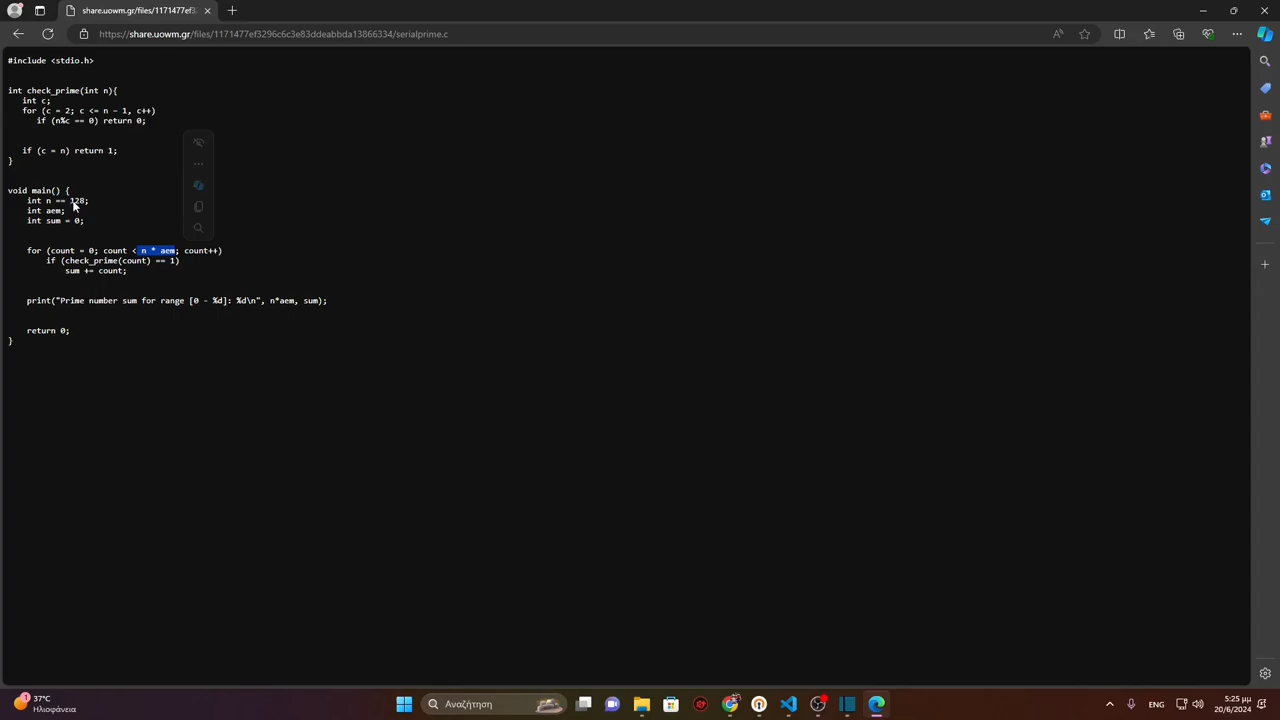 share.uowm.gr/files/1171477ef3
https://share.uowm.gr/files/1171477ef3296c6c3e83ddeabbda13866334/serialprime.c
#include <stdio.h>
int check_prime(int n){
int c;
for (c = 2; c <= n - 1, c++)
if (n%c == 0) return 0;
if (c = n) return 1;
}
void main() {
int n == 128;
int aem;
int sum = 0;
for (count = 0; count < n * aem; count++)
if (check_prime(count) == 1)
sum += count;
print("Prime number sum for range [0 - %d]: %d\n", n*aem, sum);
return 0;
}
1
37°C
Ηλιοφάνεια
Αναζήτηση
ΕΝG
5:25 μμ
20/6/2024